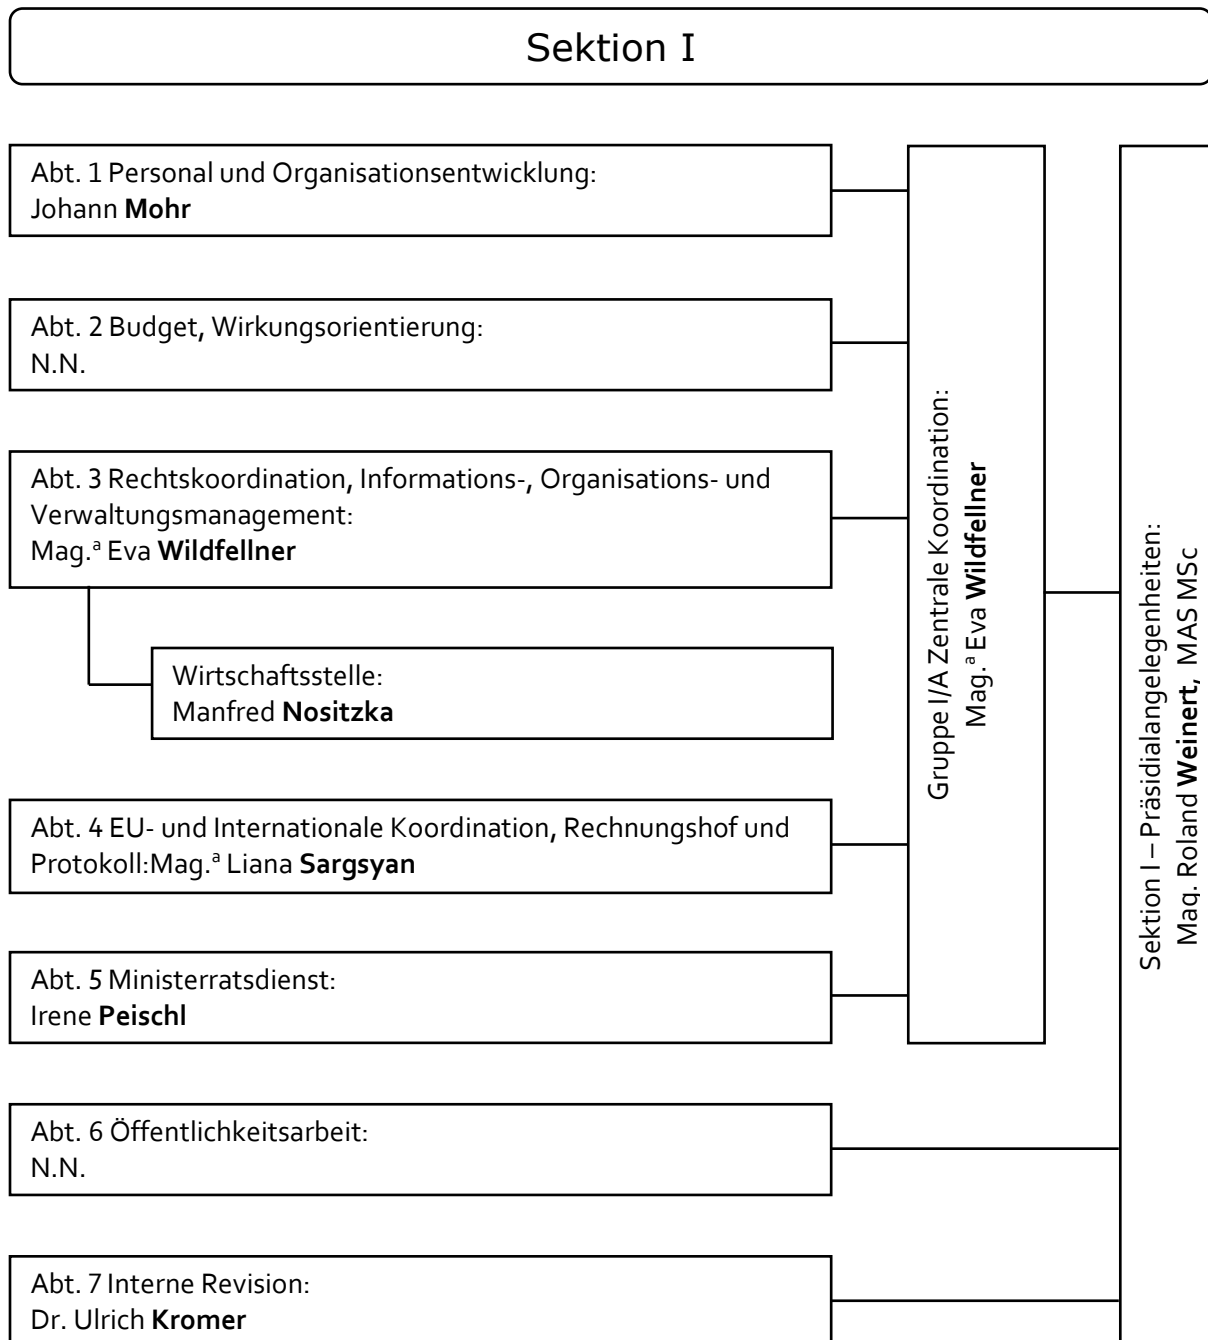 Sektion I
Abt. 1 Personal und Organisationsentwicklung:
Johann Mohr
Abt. 2 Budget, Wirkungsorientierung:
N.N.
Abt. 3 Rechtskoordination, Informations-, Organisations- und
Verwaltungsmanagement:
Mag.ª Eva Wildfellner
Wirtschaftsstelle:
Manfred Nositzka
Abt. 4 EU- und Internationale Koordination, Rechnungshof und
Protokoll:Mag.ª Liana Sargsyan
Abt. 5 Ministerratsdienst:
Irene Peischl
Abt. 6 Öffentlichkeitsarbeit:
N.N.
Abt. 7 Interne Revision:
Dr. Ulrich Kromer
Gruppe I/A Zentrale Koordination:
Mag.ª Eva Wildfellner
Sektion I – Präsidialangelegenheiten:
Mag. Roland Weinert, MAS MSc